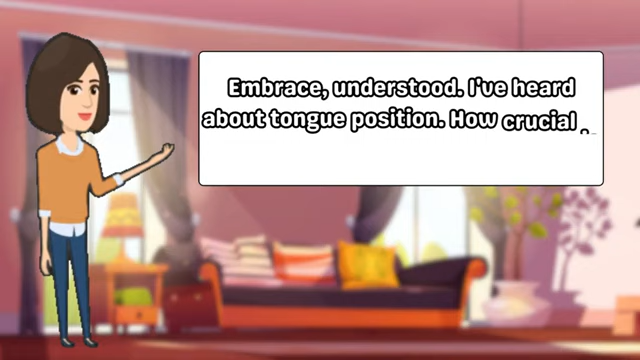 Embrace, understood. I've heard
about tongue position. How crucial